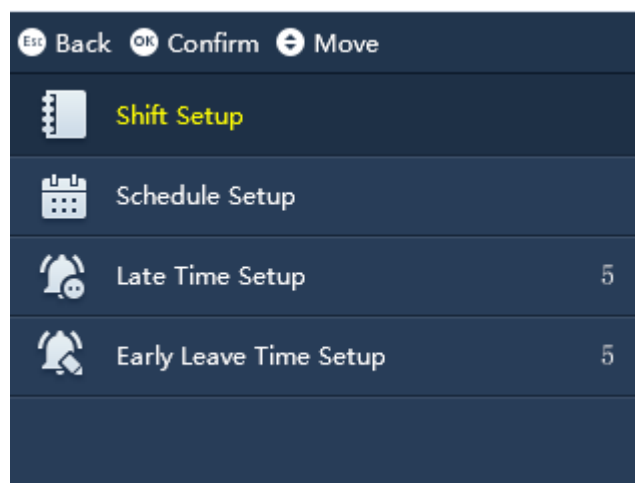 Esc Back OK Confirm Move
Shift Setup
Schedule Setup
Late Time Setup 5
Early Leave Time Setup 5